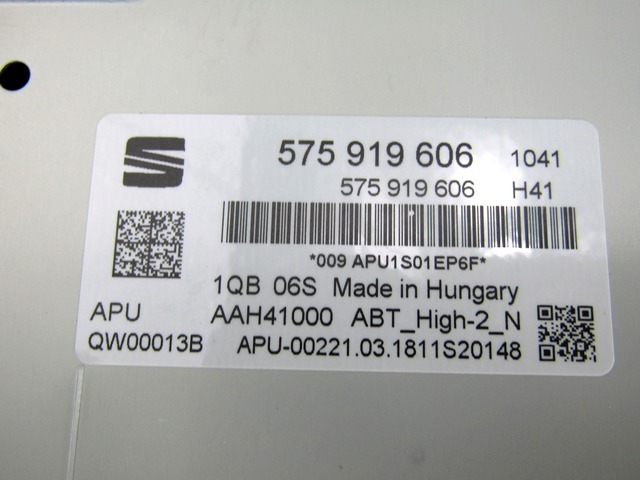 575 919 606 1041
575 919 606 H41
*009 APU1S01EP6F*
1QB 06S Made in Hungary
APU AAH41000 ABT_High-2_N
QW00013B APU-00221.03.1811S20148